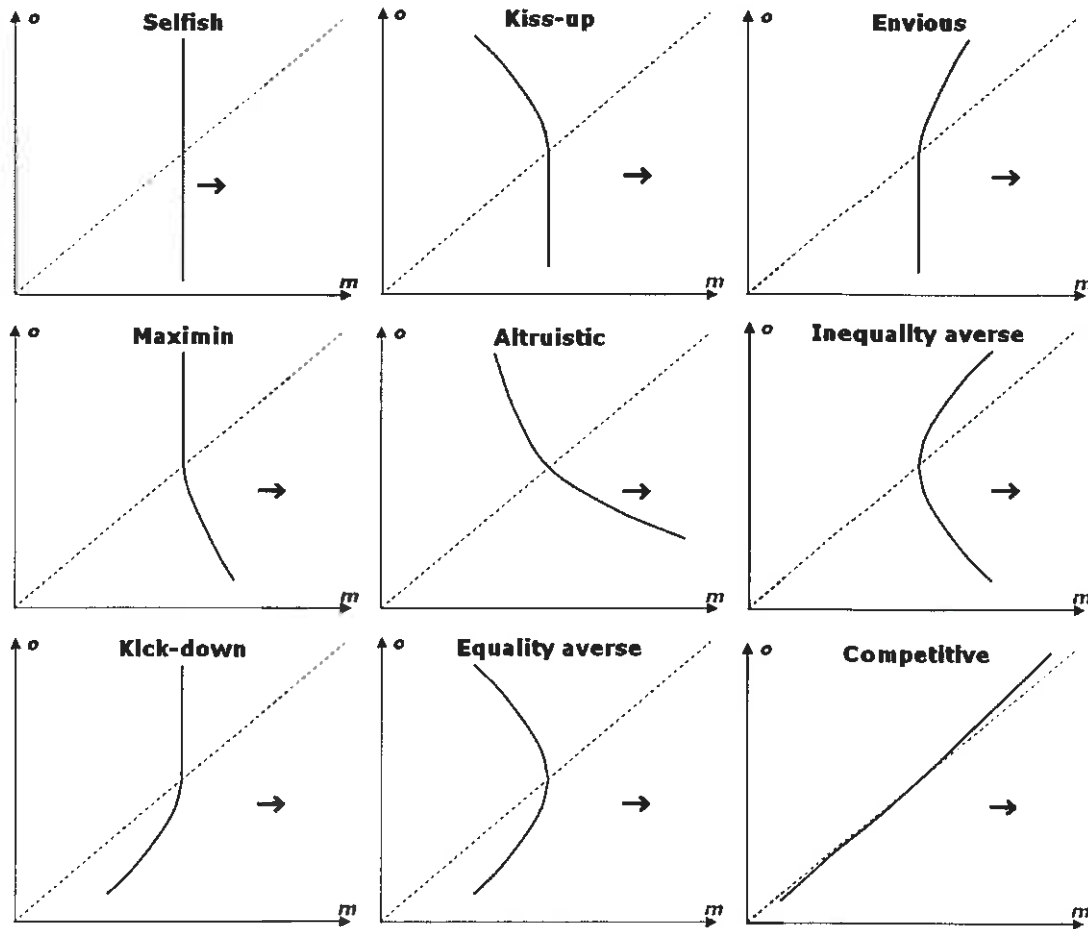 o Selfish
m
o Kiss-up
m
o Envious
m
o Maximin
m
o Altruistic
m
o Inequality averse
m
o Kick-down
m
o Equality averse
m
o Competitive
m